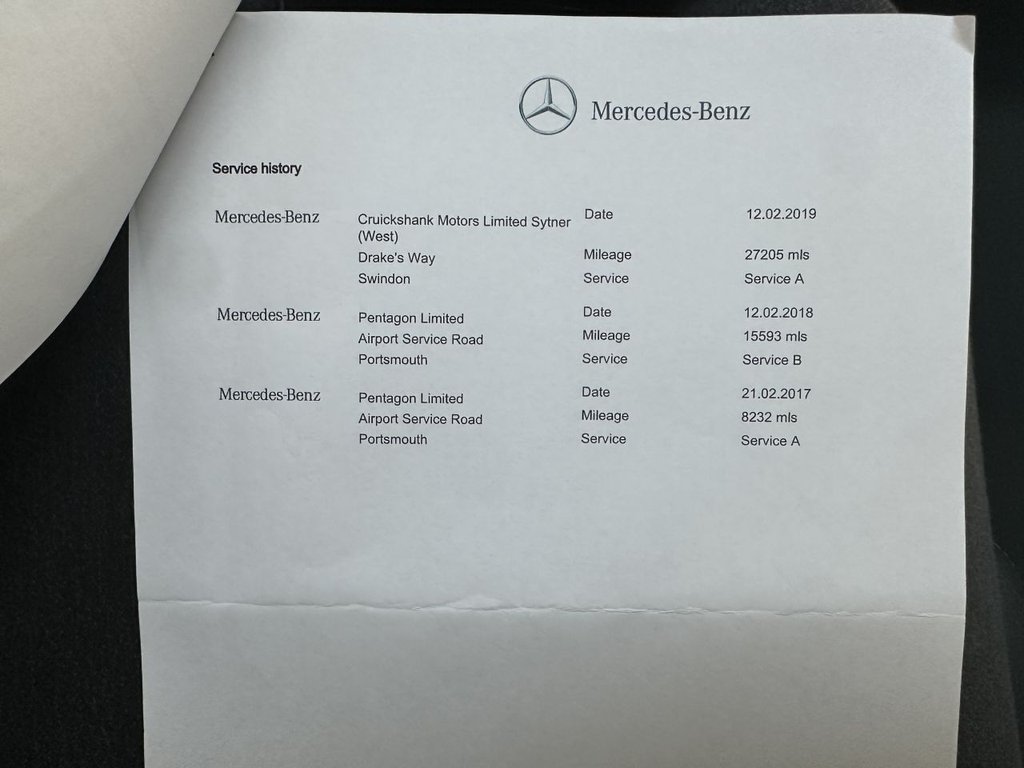 Mercedes-Benz
Service history
Mercedes-Benz Cruickshank Motors Limited Sytner Date 12.02.2019
(West)
Drake's Way Mileage 27205 mls
Swindon Service Service A
Mercedes-Benz Pentagon Limited Date 12.02.2018
Airport Service Road Mileage 15593 mls
Portsmouth Service Service B
Mercedes-Benz Pentagon Limited Date 21.02.2017
Airport Service Road Mileage 8232 mls
Portsmouth Service Service A